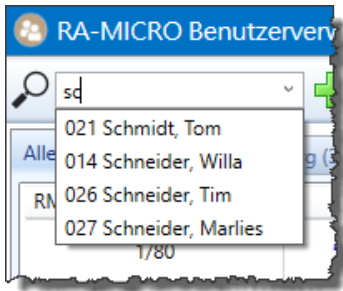 RA-MICRO Benutzerverw
sc
021 Schmidt, Tom
014 Schneider, Willa
026 Schneider, Tim
027 Schneider, Marlies
Alle
g (
RM
1/80